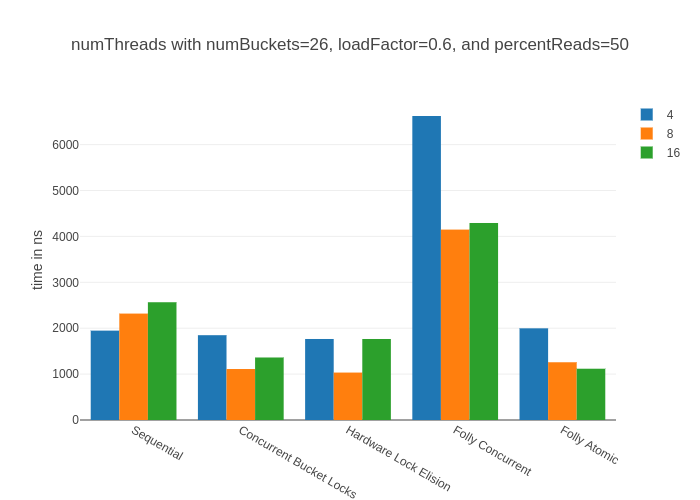 numThreads with numBuckets=26, loadFactor=0.6, and percentReads=50
4
8
16
time in ns
6000
5000
4000
3000
2000
1000
0
Sequential
Concurrent Bucket Locks
Hardware Lock Elision
Folly Concurrent
Folly Atomic